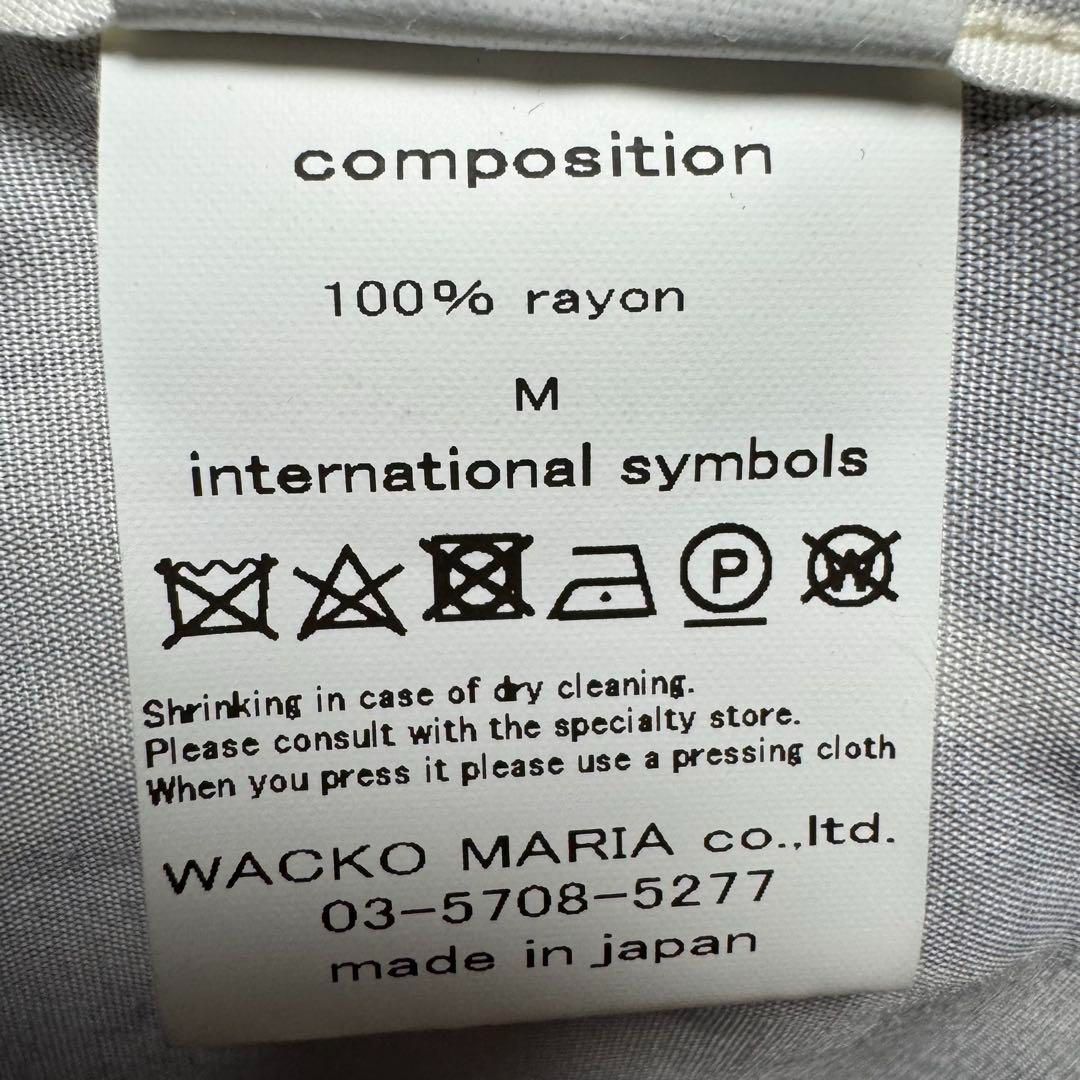 composition
100% rayon
M
international symbols
P W
Shrinking in case of dry cleaning.
Please consult with the specialty store.
When you press it please use a pressing cloth
WACKO MARIA co.,ltd.
03-5708-5277
made in japan